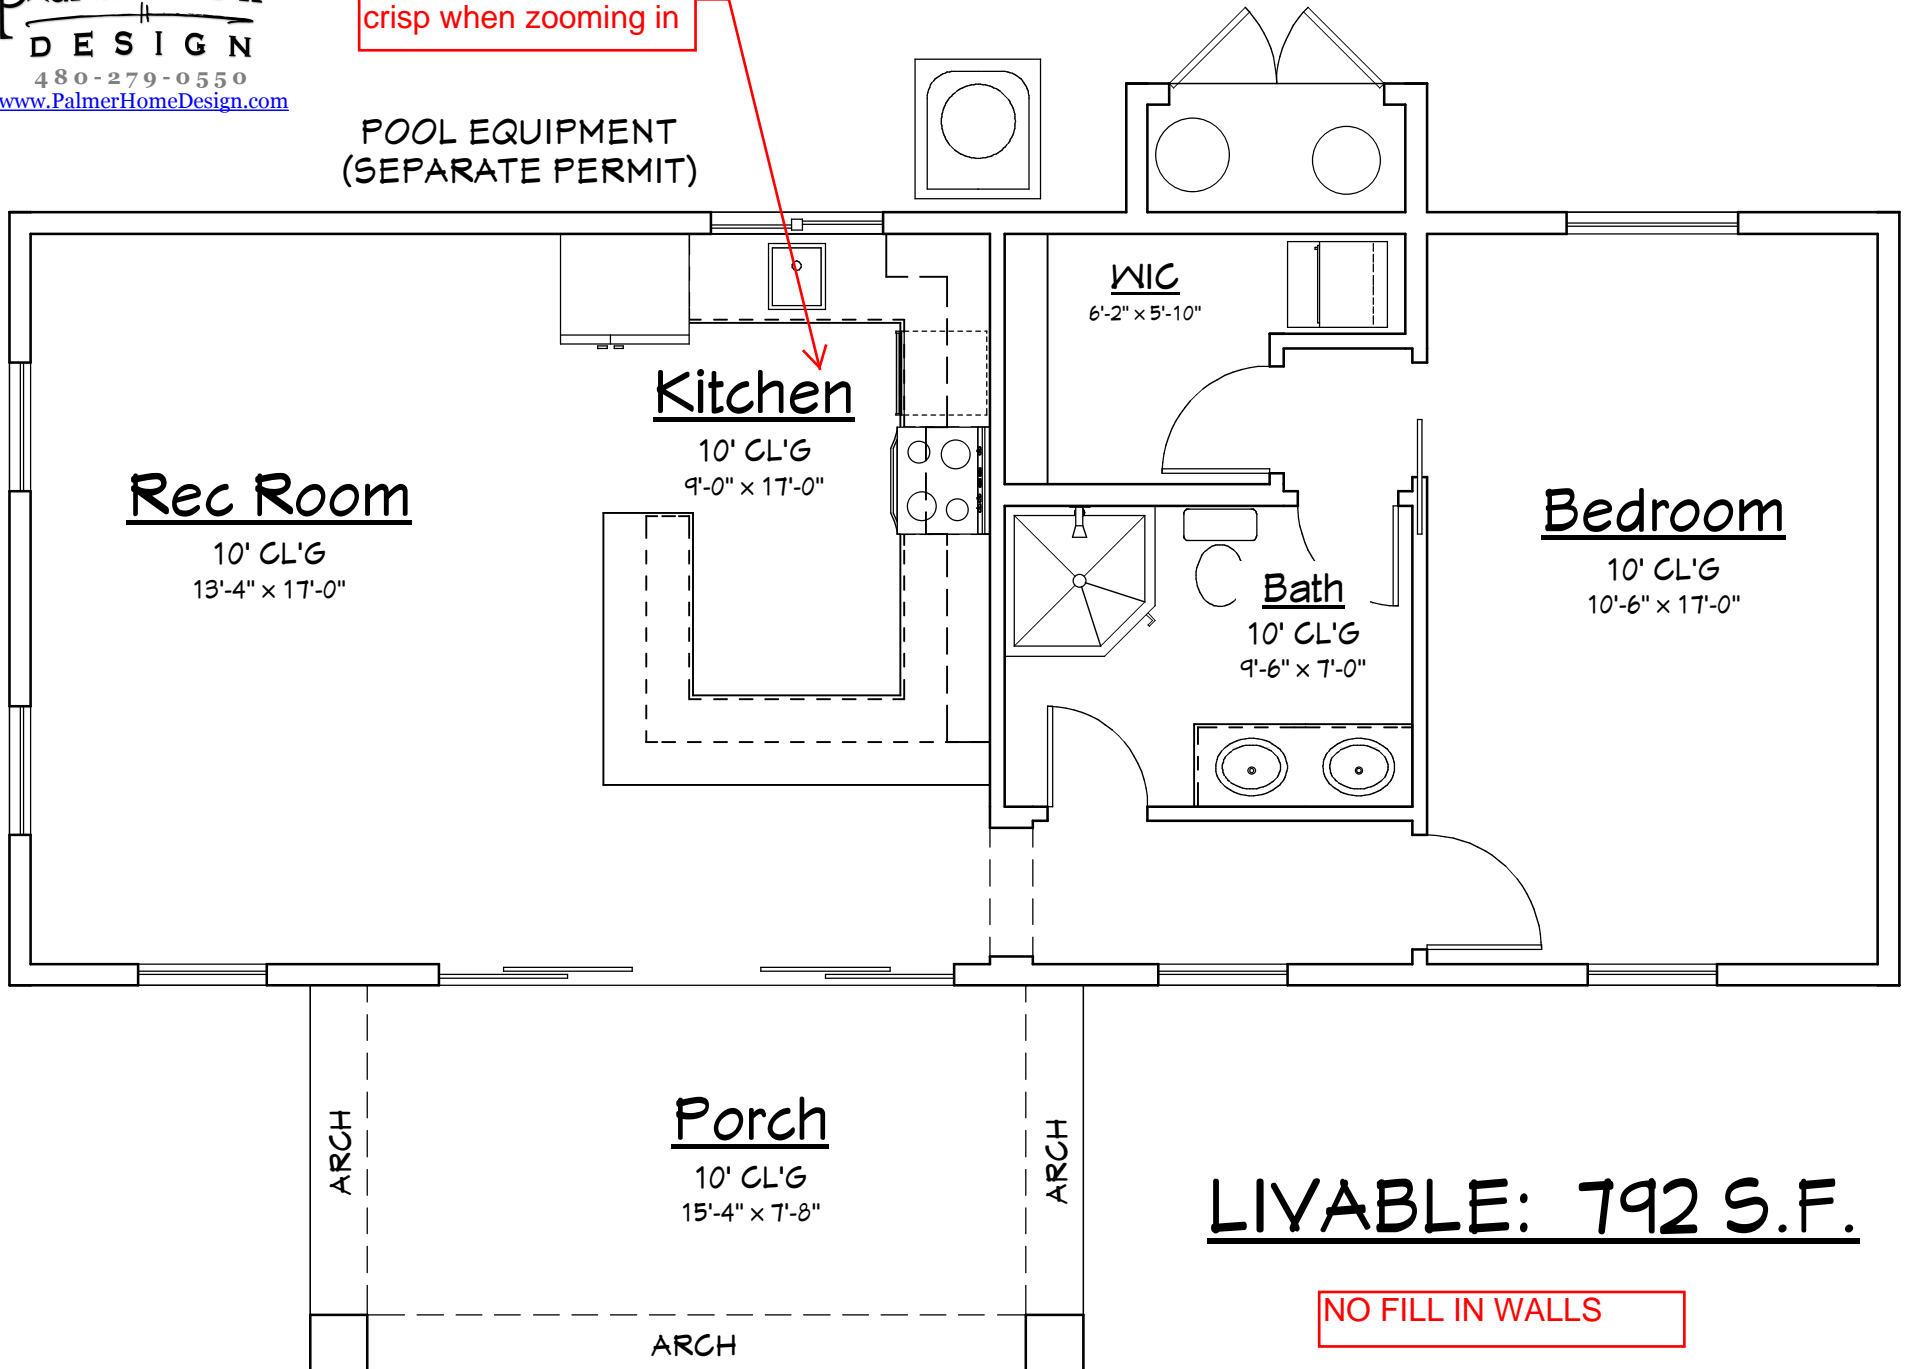 DESIGN
480-279-0550
www.PalmerHomeDesign.com
crisp when zooming in
POOL EQUIPMENT
(SEPARATE PERMIT)
WIC
6'-2" x 5'-10"
Kitchen
10' CL'G
9'-0" x 17'-0"
Rec Room
10' CL'G
13'-4" x 17'-0"
Bedroom
10' CL'G
10'-6" x 17'-0"
Bath
10' CL'G
9'-6" x 7'-0"
Porch
10' CL'G
15'-4" x 7'-8"
ARCH
ARCH
ARCH
LIVABLE: 792 S.F.
NO FILL IN WALLS